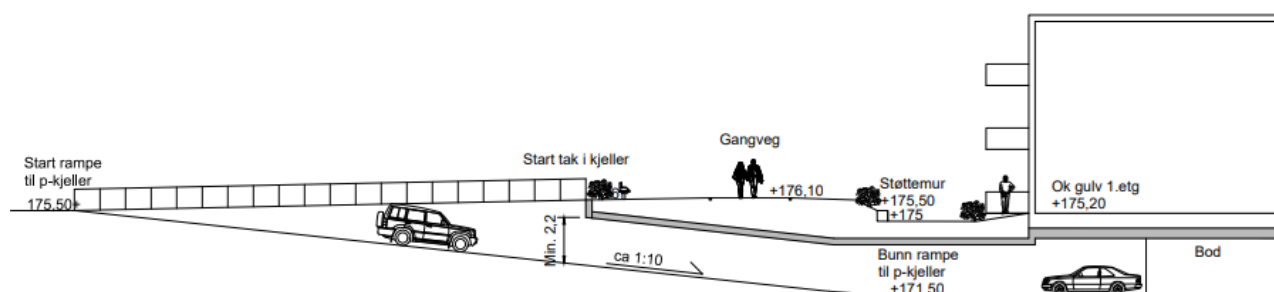 Start rampe
til p-kjeller
175,50+
Start tak i kjeller
Min. 2,2
ca 1:10
Gangveg
+176,10
Støttemur
+175,50
+175
Bunn rampe
til p-kjeller
+171,50
Ok gulv 1.etg
+175,20
Bod